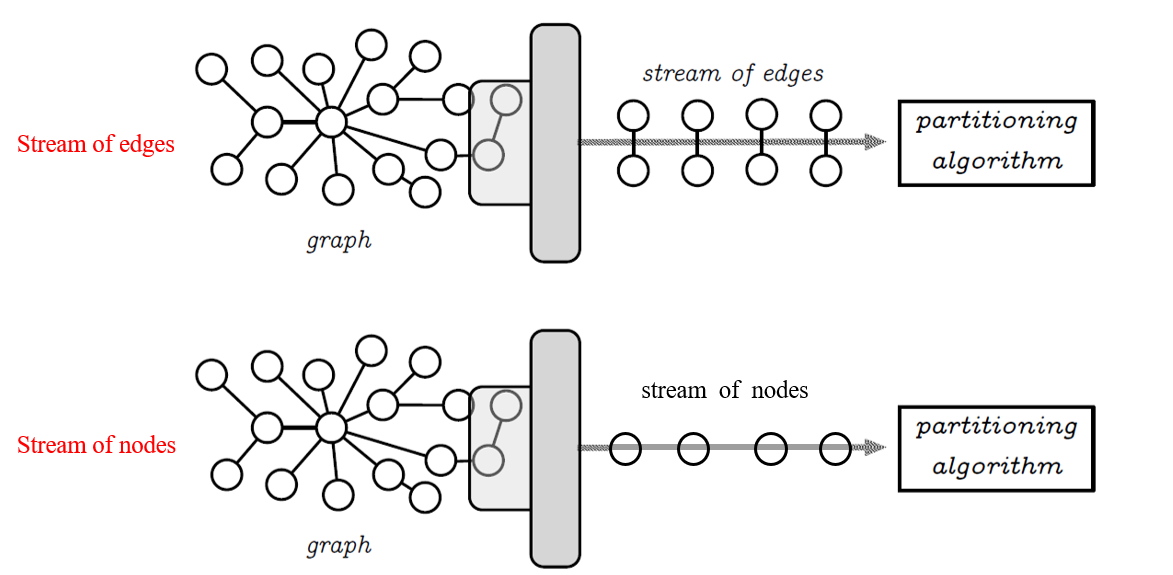 stream of edges
Stream of edges
partitioning
algorithm
graph
stream of nodes
Stream of nodes
partitioning
algorithm
graph